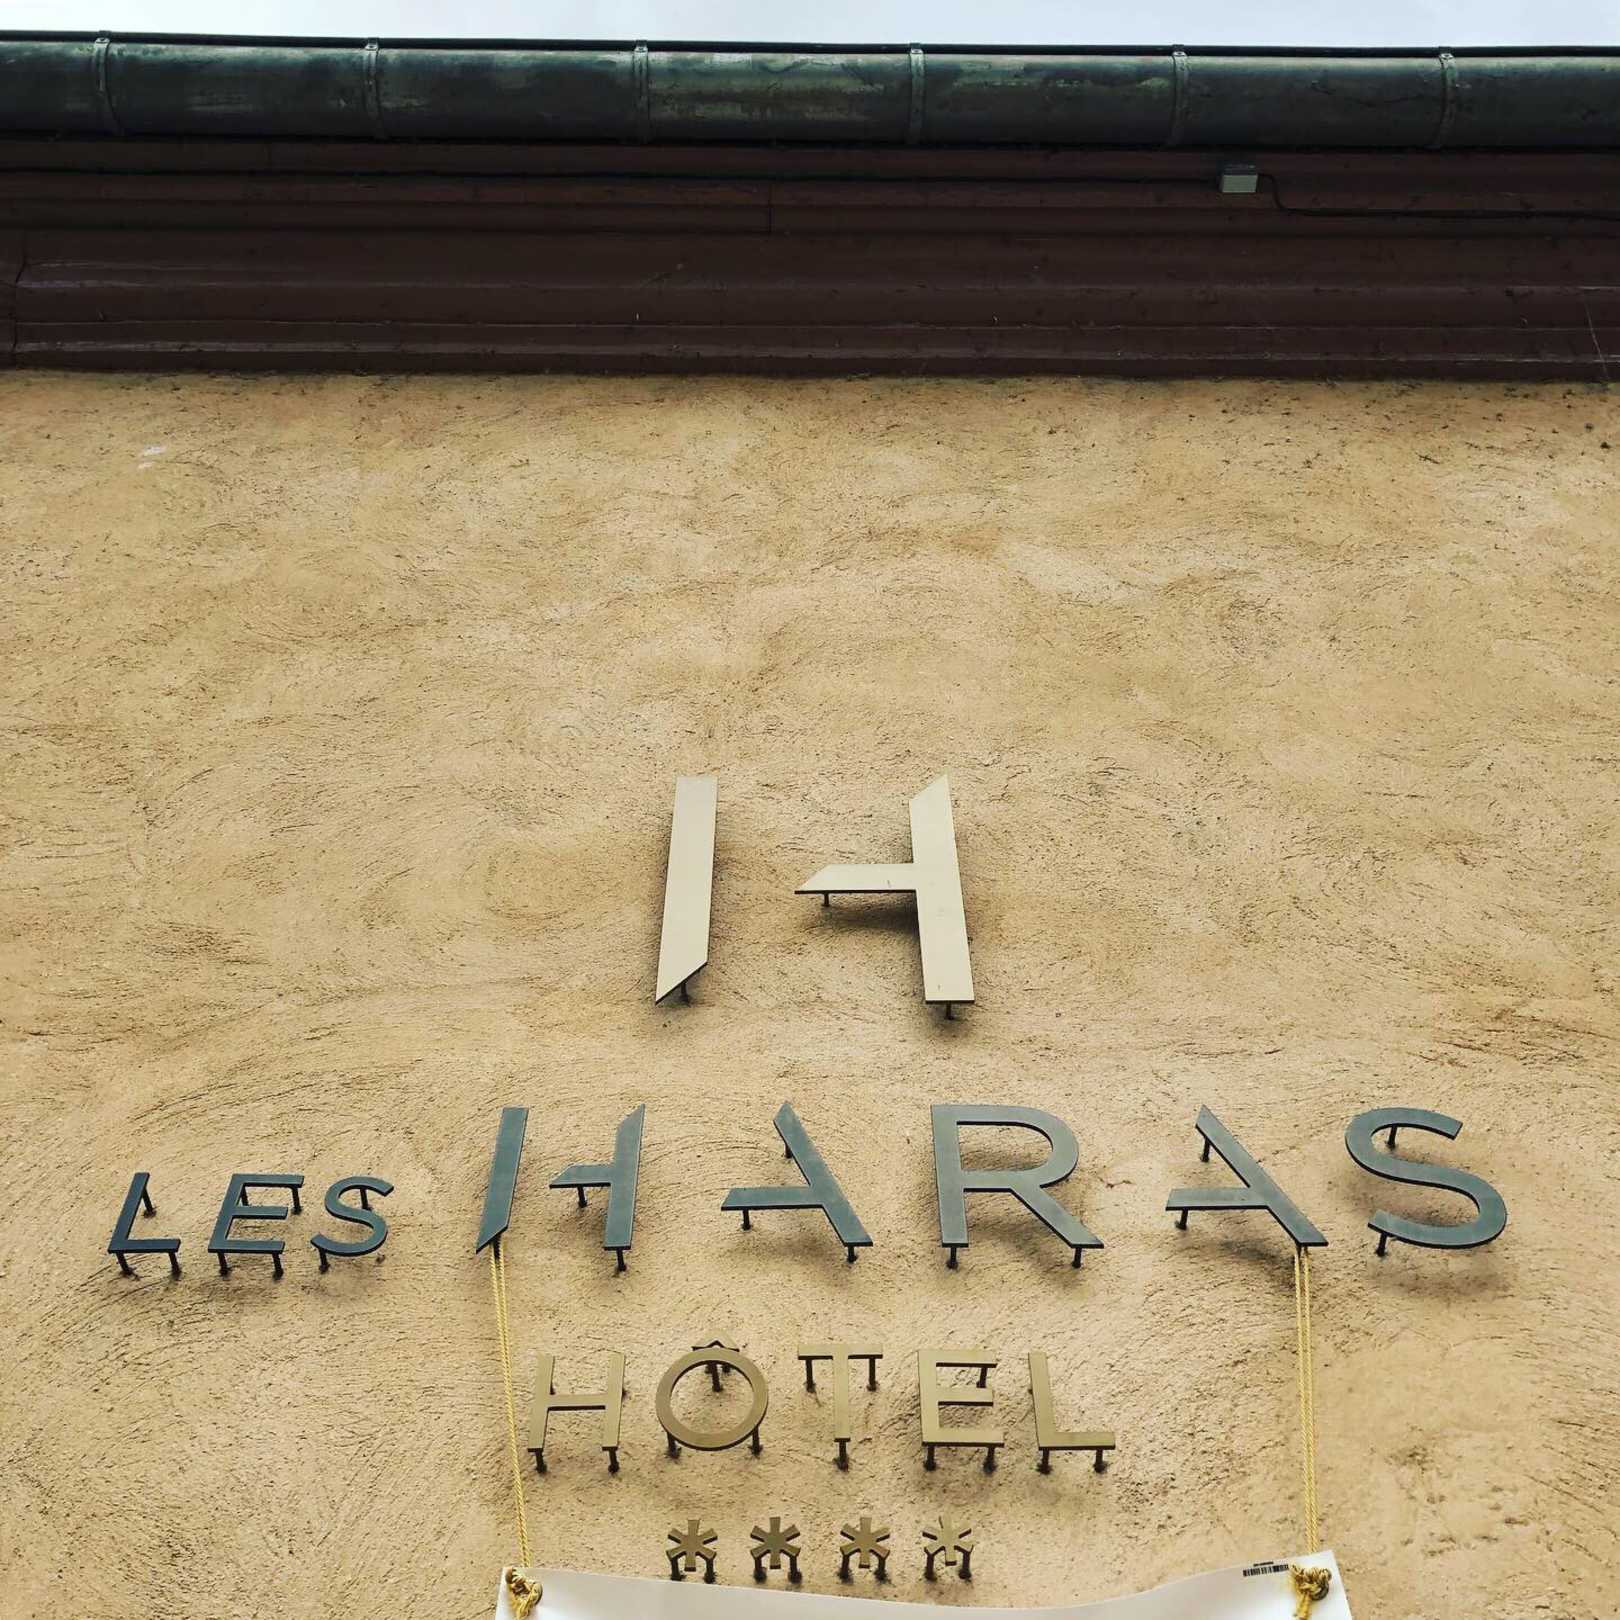 H
LES HARAS
HÔTEL
****